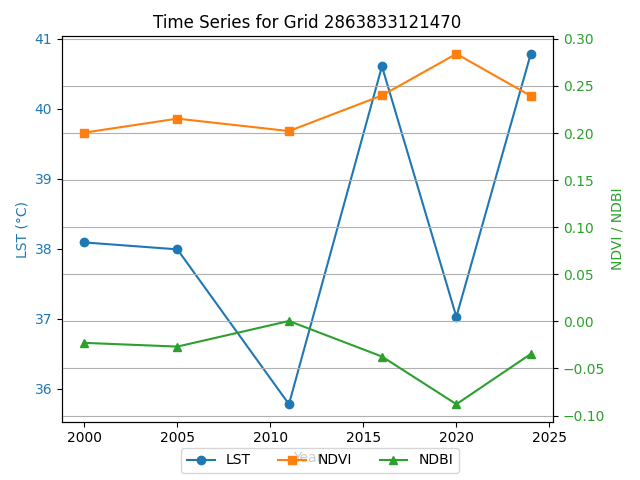 Time Series for Grid 2863833121470
41
40
39
38
37
36
LST (°C)
0.30
0.25
0.20
0.15
0.10
0.05
0.00
−0.05
−0.10
NDVI / NDBI
2000 2005 2010 2015 2020 2025
Year
LST NDVI NDBI